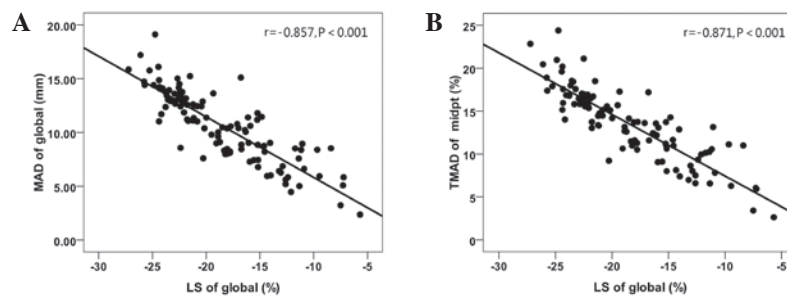 A
r=-0.857,P < 0.001
MAD of global (mm)
20.00
15.00
10.00
5.00
0.00
-30 -25 -20 -15 -10 -5
LS of global (%)
B
r=-0.871,P < 0.001
TMAD of midpt (%)
25
20
15
10
5
0
-30 -25 -20 -15 -10 -5
LS of global (%)